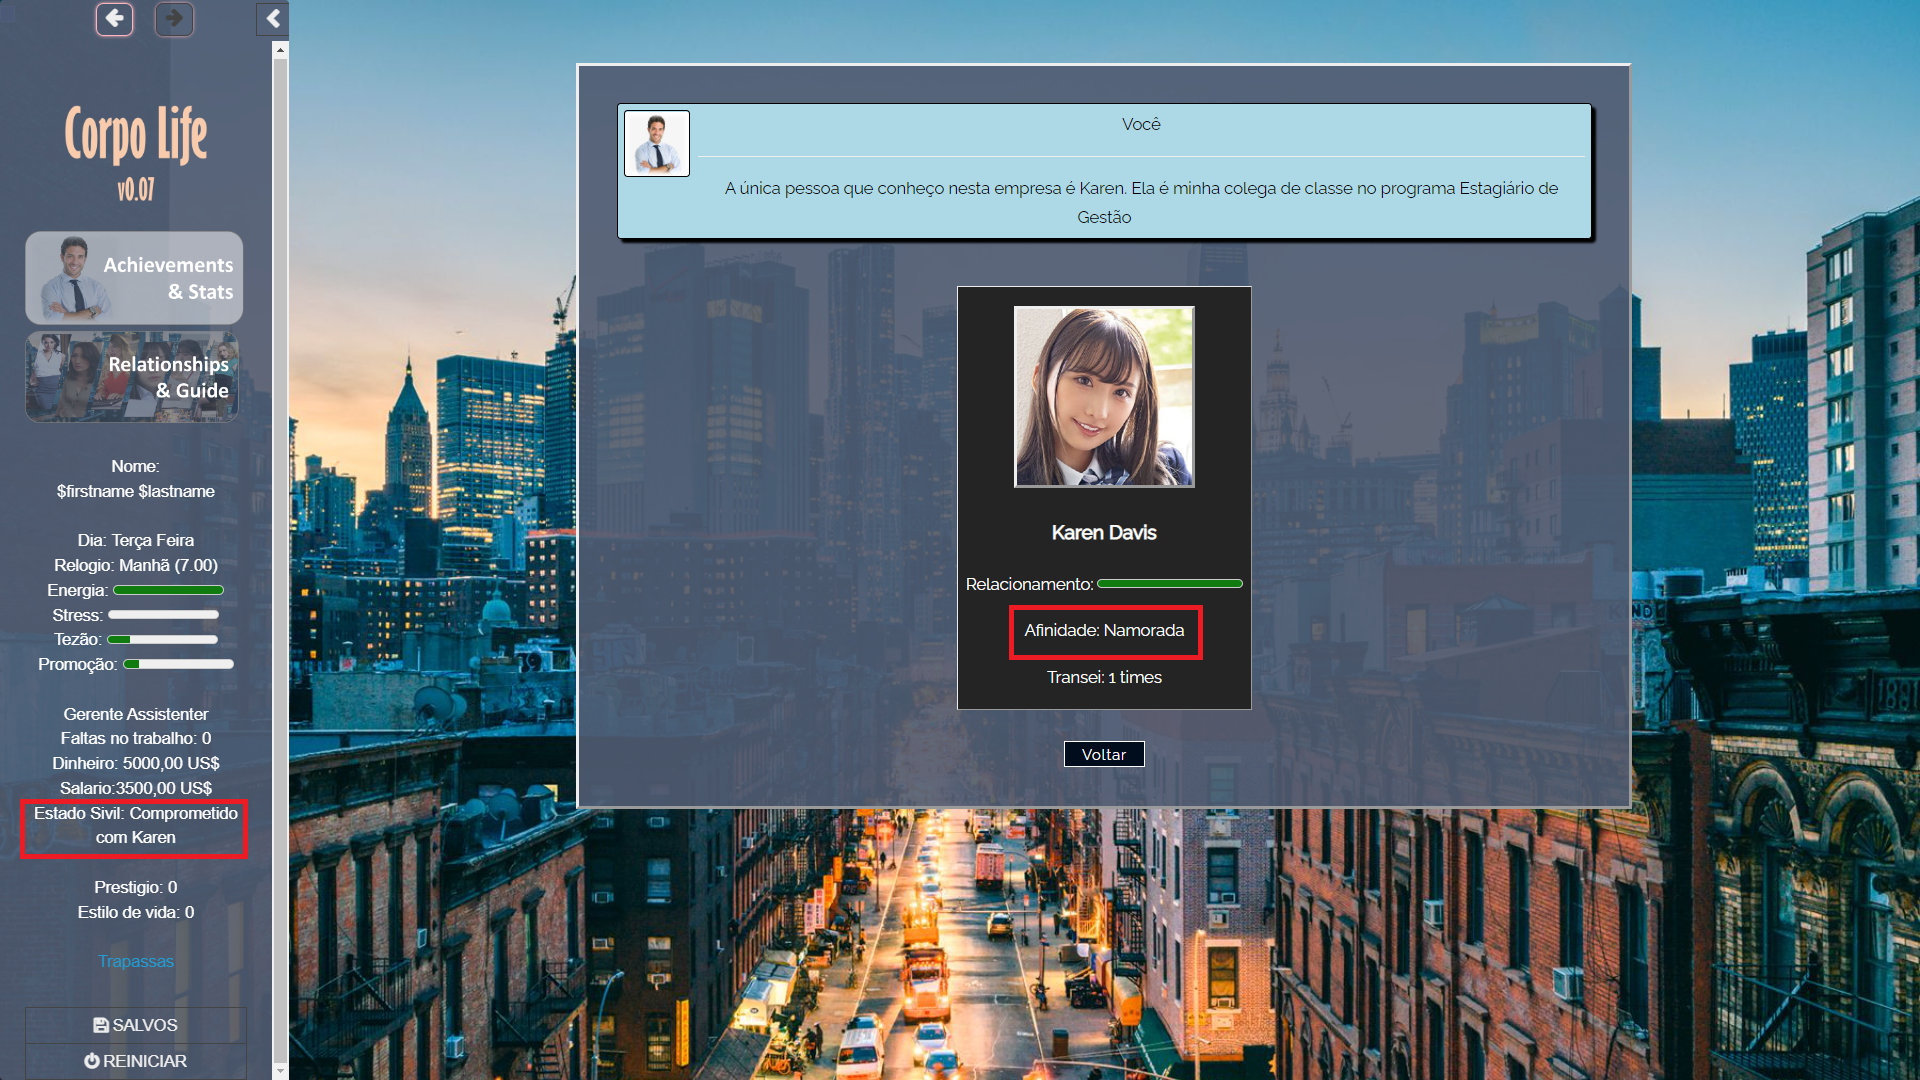 Corpo Life
v0.07
Achievements
& Stats
Relationships
& Guide
Nome:
$firstname $lastname
Dia: Terça Feira
Relogio: Manhã (7.00)
Energia:
Stress:
Tezão:
Promoção:
Gerente Assistenter
Faltas no trabalho: 0
Dinheiro: 5000,00 US$
Salario:3500,00 US$
Estado Sivil: Comprometido
com Karen
Prestigio: 0
Estilo de vida: 0
Trapassas
SALVOS
REINICIAR
Você
A única pessoa que conheço nesta empresa é Karen. Ela é minha colega de classe no programa Estagiário de
Gestão
Karen Davis
Relacionamento:
Afinidade: Namorada
Transei: 1 times
Voltar